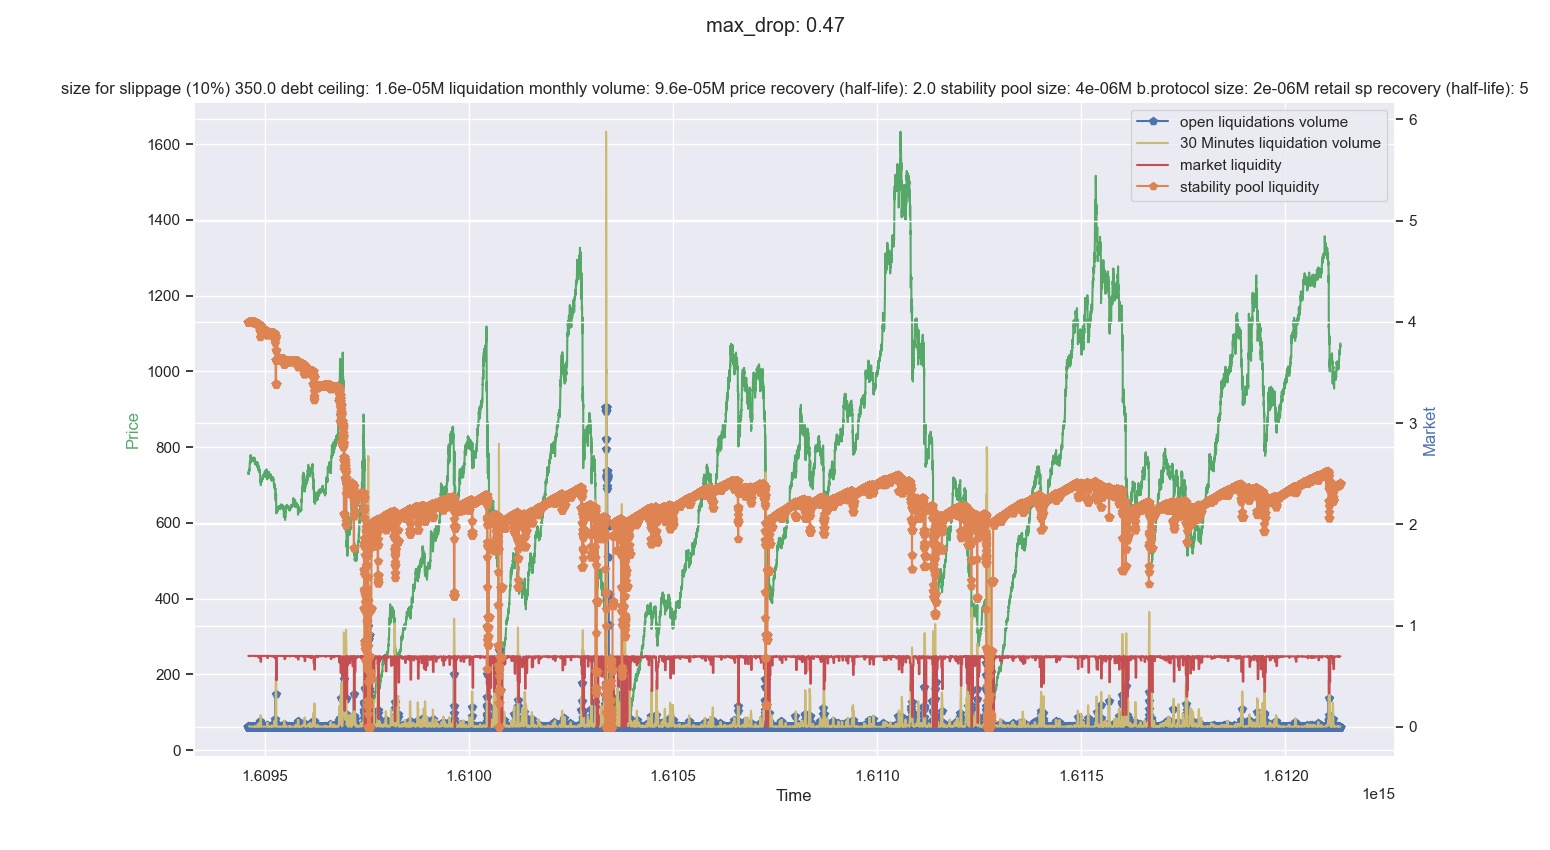 max_drop: 0.47
size for slippage (10%) 350.0 debt ceiling: 1.6e-05M liquidation monthly volume: 9.6e-05M price recovery (half-life): 2.0 stability pool size: 4e-06M b.protocol size: 2e-06M retail sp recovery (half-life): 5
open liquidations volume
30 Minutes liquidation volume
market liquidity
stability pool liquidity
1600
1400
1200
1000
800
600
400
200
0
Price
6
5
4
3
2
1
0
Market
1.6095
1.6100
1.6105
1.6110
1.6115
1.6120
1e15
Time